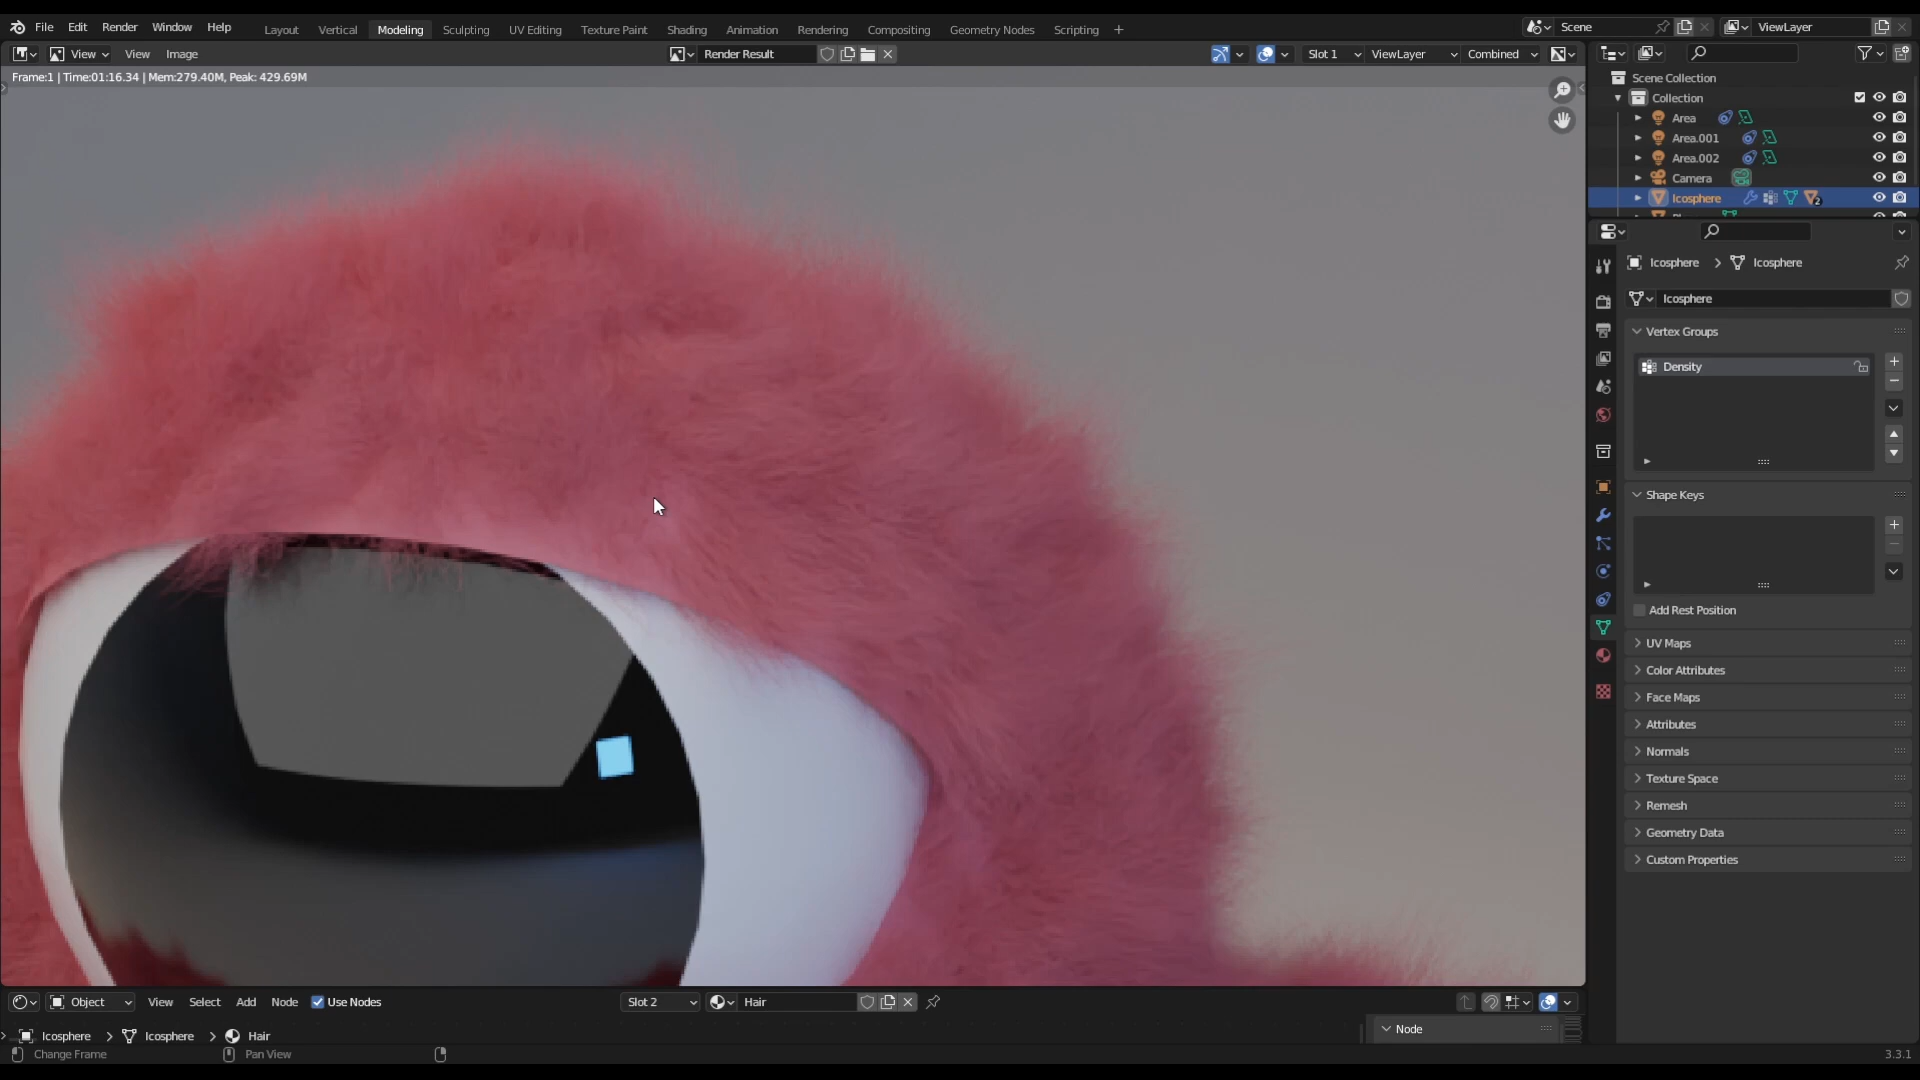 File Edit Render Window Help Layout Vertical Modeling Sculpting UV Editing Texture Paint Shading Animation Rendering Compositing Geometry Nodes Scripting + Scene ViewLayer
View View Image Render Result Slot 1 ViewLayer Combined
Frame:1 | Time:01:16.34 | Mem:279.40M, Peak: 429.69M
Scene Collection
Collection
Area
Area.001
Area.002
Camera
Icosphere
2
Icosphere > Icosphere
Icosphere
Vertex Groups
Density
Shape Keys
Add Rest Position
UV Maps
Color Attributes
Face Maps
Attributes
Normals
Texture Space
Remesh
Geometry Data
Custom Properties
Object View Select Add Node Use Nodes Slot 2 Hair
Icosphere > Icosphere > Hair
Node
Change Frame Pan View
3.3.1